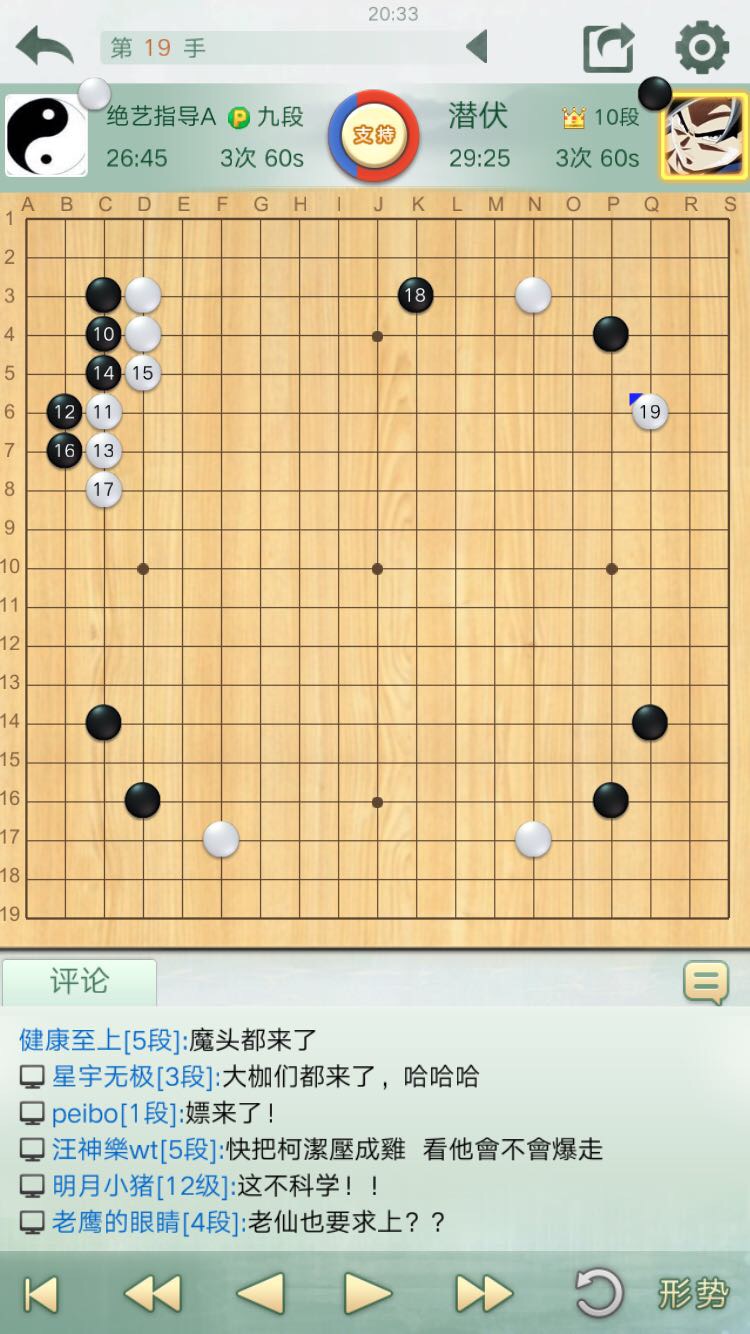 20:33
第 19 手
绝艺指导A P 九段
26:45 3次 60s
支持
潜伏 10段
29:25 3次 60s
A B C D E F G H I J K L M N O P Q R S
1
2
3 18
4 10
5 14 15
6 12 11 19
7 16 13
8 17
9
10
11
12
13
14
15
16
17
18
19
评论
健康至上[5段]:魔头都来了
星宇无极[3段]:大枷们都来了，哈哈哈
peibo[1段]:嫖来了！
汪神樂wt[5段]:快把柯潔壓成雞 看他會不會爆走
明月小猪[12级]:这不科学！！
老鹰的眼睛[4段]:老仙也要求上？？
形势